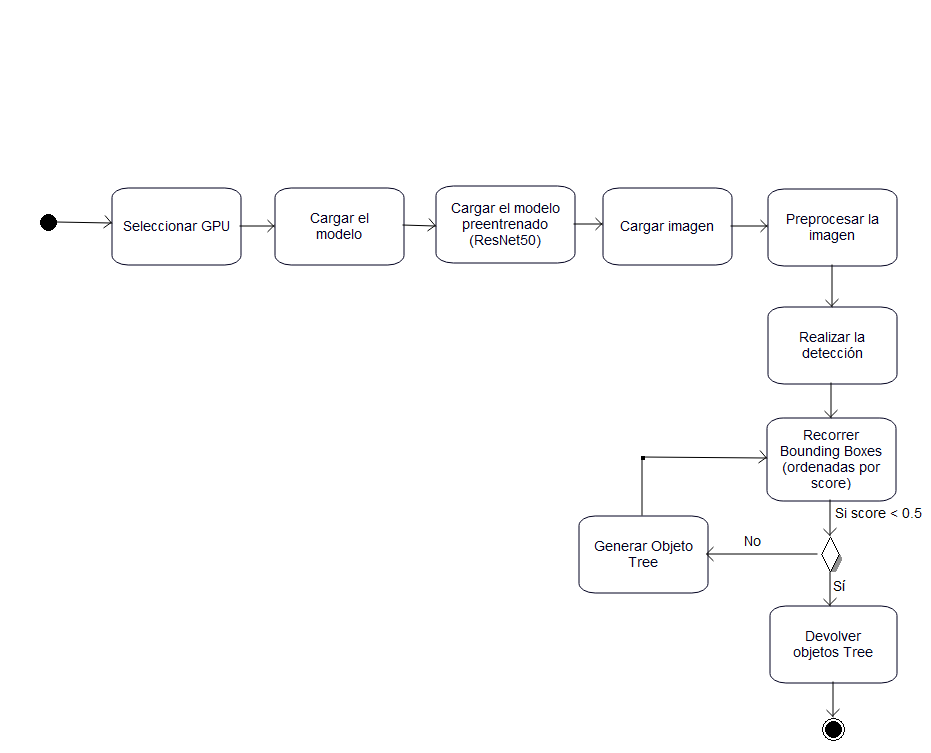 Seleccionar GPU
Cargar el
modelo
Cargar el modelo
preentrenado
(ResNet50)
Cargar imagen
Preprocesar la
imagen
Realizar la
detección
Recorrer
Bounding Boxes
(ordenadas por
score)
Si score < 0.5
No
Generar Objeto
Tree
Sí
Devolver
objetos Tree